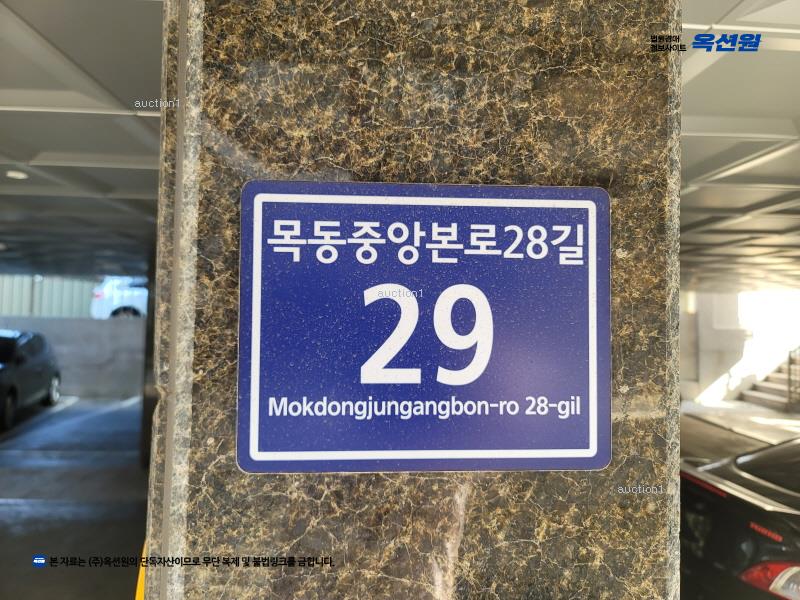 법원경매
정보사이트 옥션원
auction1
목동중앙본로28길
auction1
29
Mokdongjungangbon-ro 28-gil
auction1
본 자료는 (주)옥션원의 단독자산이므로 무단 복제 및 불법링크를 금합니다.